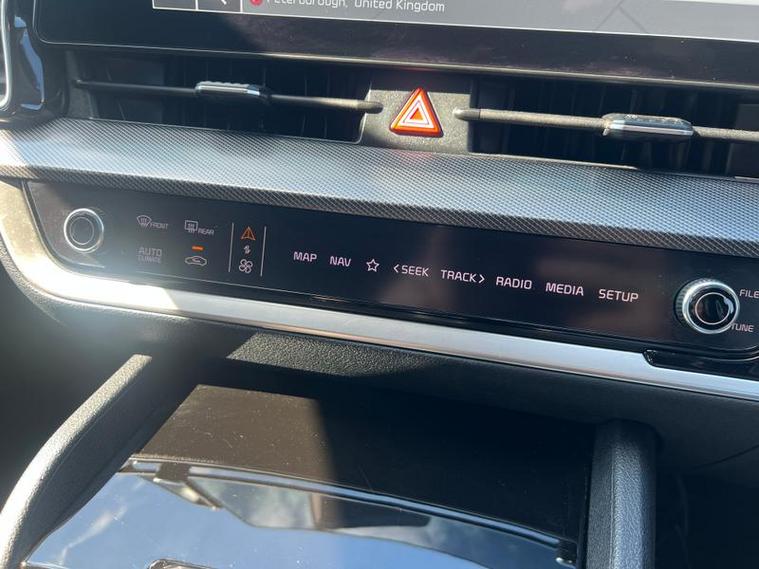 Peterborough, United Kingdom
FRONT
REAR
AUTO
CLIMATE
MAP NAV <SEEK TRACK> RADIO MEDIA SETUP
FILE
TUNE